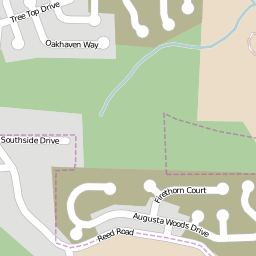 Tree Top Drive
Oakhaven Way
Southside Drive
Firethorn Court
Augusta Woods Drive
Reed Road